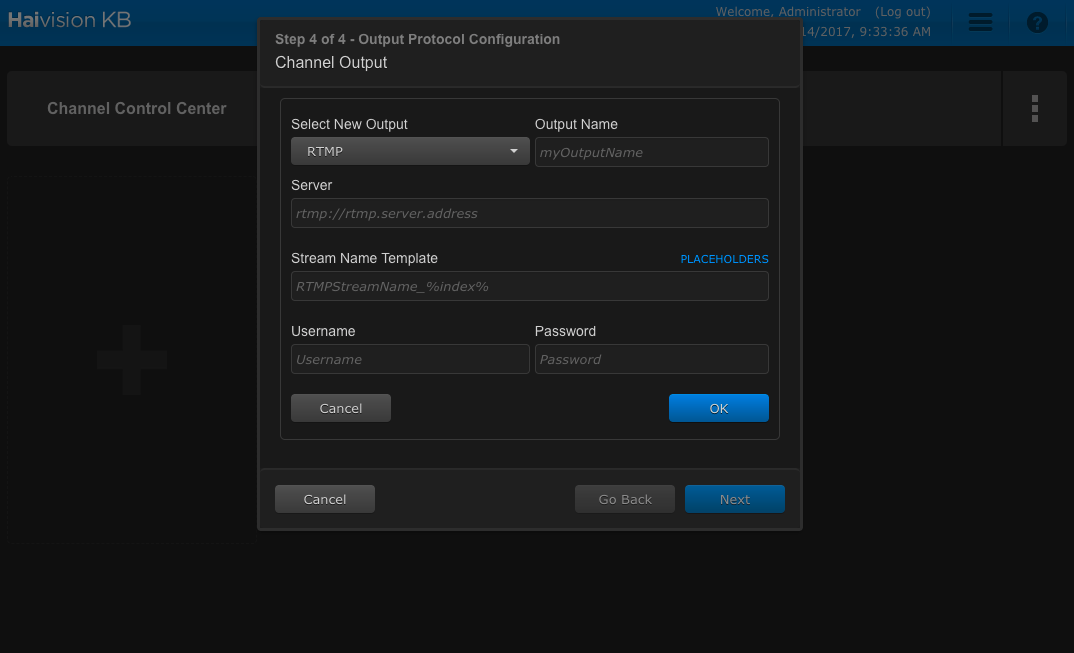 Haivision KB
Welcome, Administrator (Log out)
14/2017, 9:33:36 AM
Channel Control Center
Step 4 of 4 - Output Protocol Configuration
Channel Output
Select New Output
Output Name
RTMP
myOutputName
Server
rtmp://rtmp.server.address
Stream Name Template
PLACEHOLDERS
RTMPStreamName_%index%
Username
Password
Username
Password
Cancel
OK
Cancel
Go Back
Next